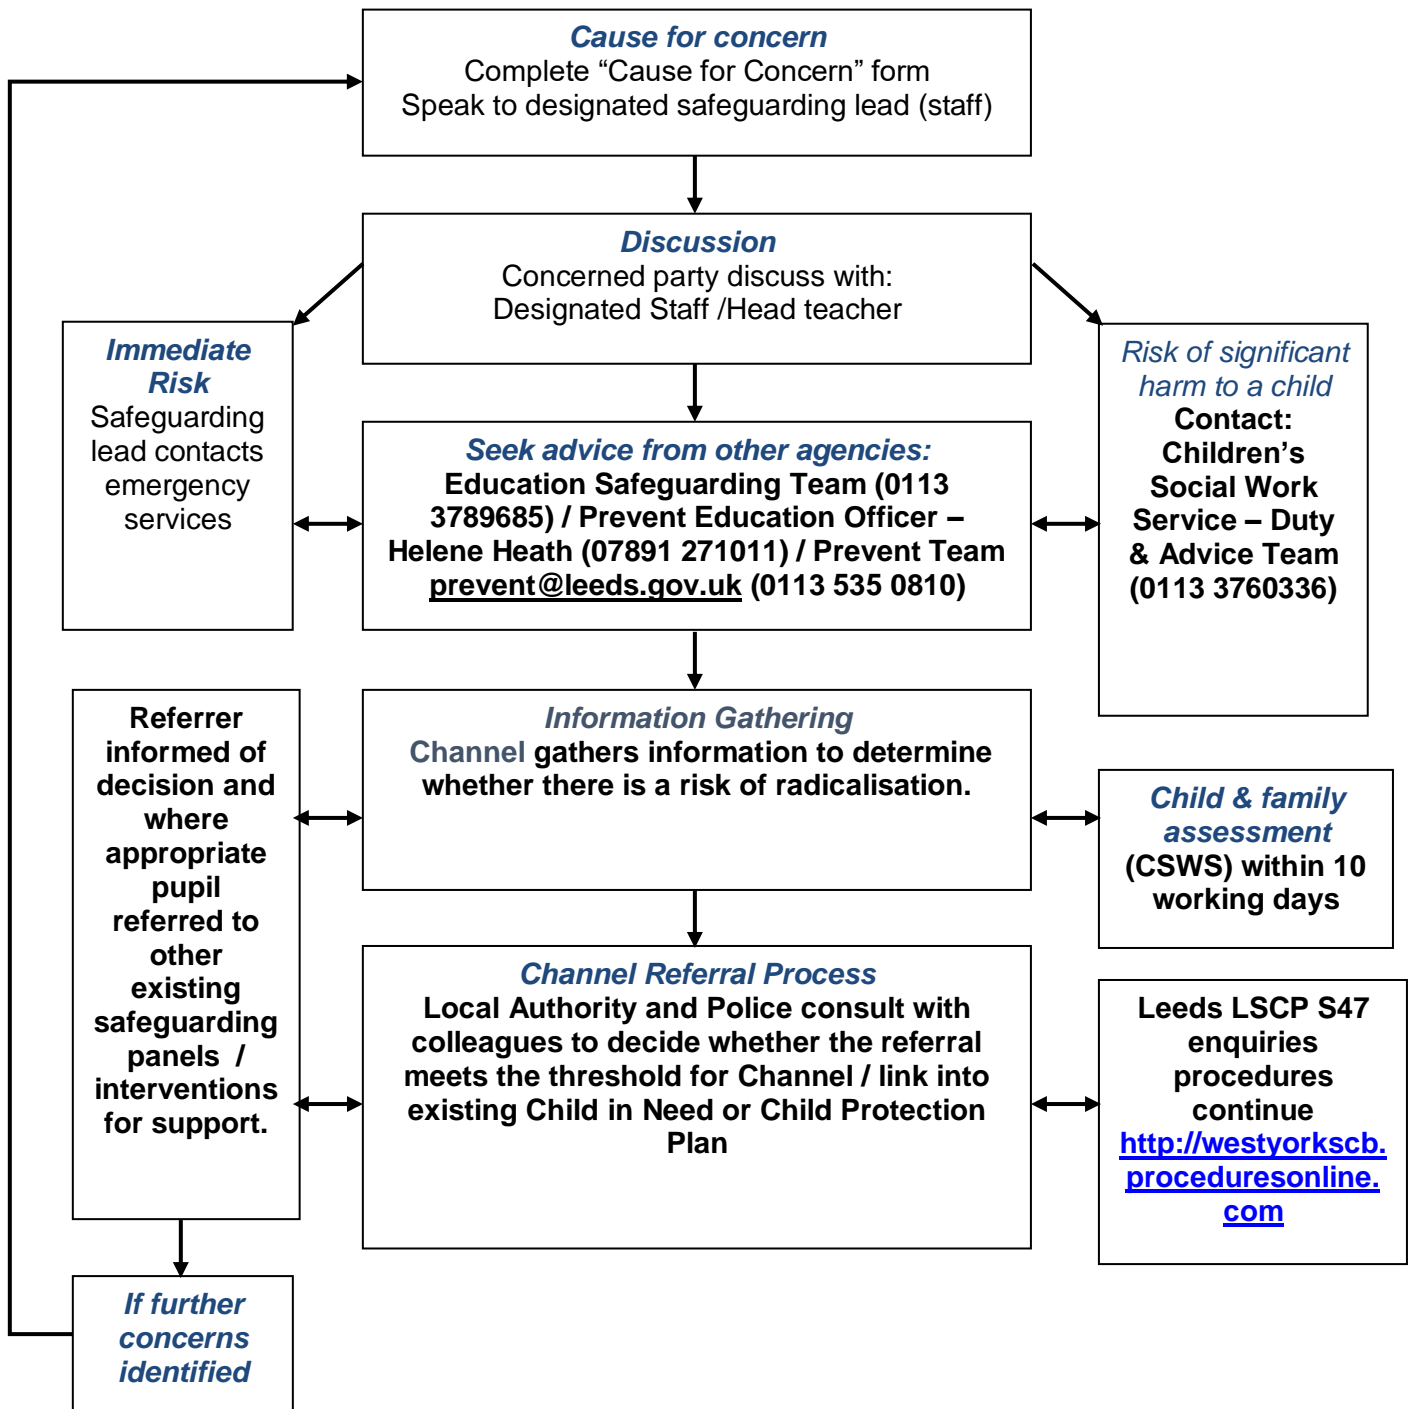 Cause for concern
Complete “Cause for Concern” form
Speak to designated safeguarding lead (staff)
Discussion
Concerned party discuss with:
Designated Staff /Head teacher
Immediate
Risk
Safeguarding
lead contacts
emergency
services
Seek advice from other agencies:
Education Safeguarding Team (0113
3789685) / Prevent Education Officer –
Helene Heath (07891 271011) / Prevent Team
prevent@leeds.gov.uk (0113 535 0810)
Risk of significant
harm to a child
Contact:
Children’s
Social Work
Service – Duty
& Advice Team
(0113 3760336)
Referrer
informed of
decision and
where
appropriate
pupil
referred to
other
existing
safeguarding
panels /
interventions
for support.
Information Gathering
Channel gathers information to determine
whether there is a risk of radicalisation.
Child & family
assessment
(CSWS) within 10
working days
Channel Referral Process
Local Authority and Police consult with
colleagues to decide whether the referral
meets the threshold for Channel / link into
existing Child in Need or Child Protection
Plan
Leeds LSCP S47
enquiries
procedures
continue
http://westyorkscb.
proceduresonline.
com
If further
concerns
identified